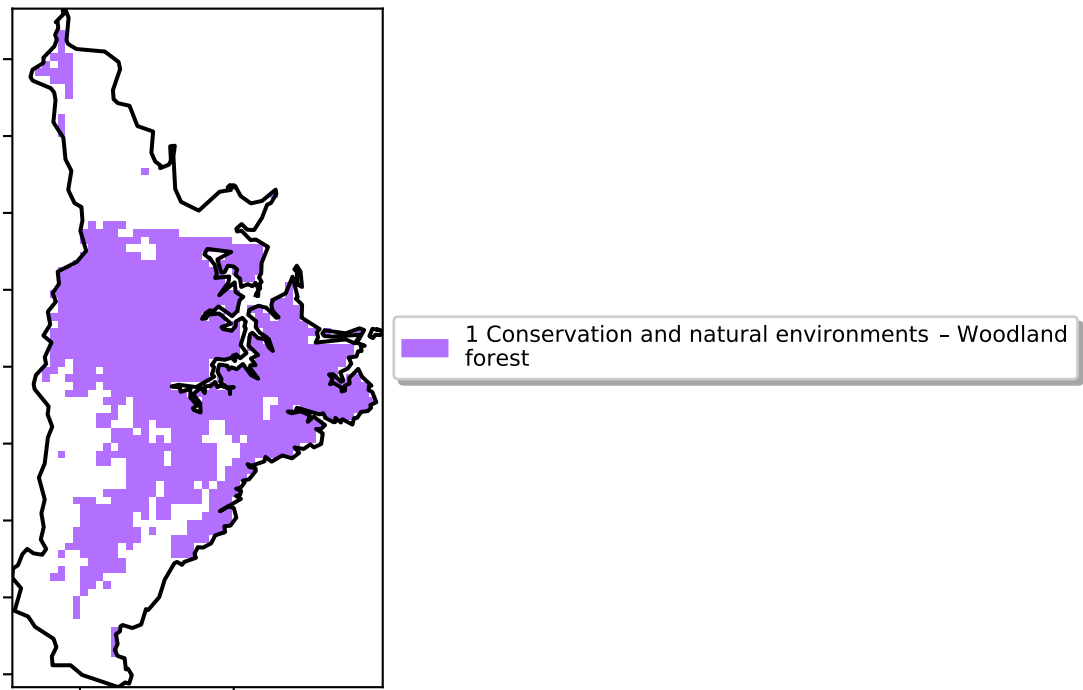 1 Conservation and natural environments – Woodland
forest